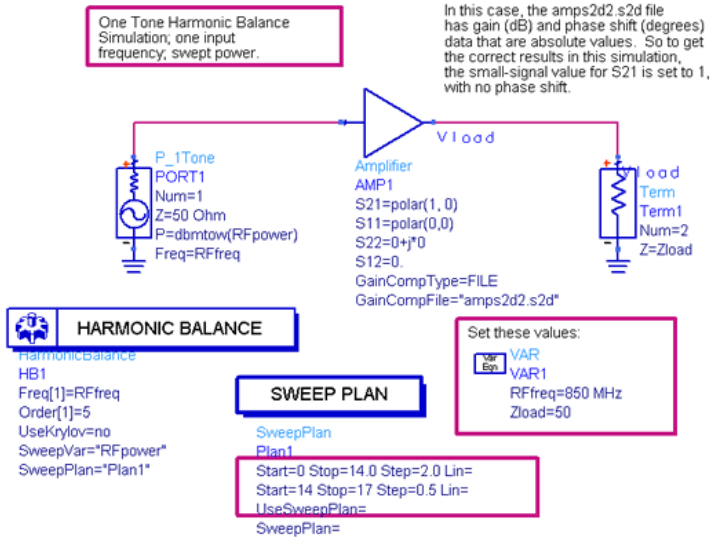 One Tone Harmonic Balance
Simulation; one input
frequency; swept power.
In this case, the amps2d2.s2d file
has gain (dB) and phase shift (degrees)
data that are absolute values. So to get
the correct results in this simulation,
the small-signal value for S21 is set to 1,
with no phase shift.
Vload
P_1Tone
PORT1
Num=1
Z=50 Ohm
P=dbmtow(RFpower)
Freq=RFfreq
Amplifier
AMP1
S21=polar(1, 0)
S11=polar(0,0)
S22=0+j*0
S12=0.
GainCompType=FILE
GainCompFile="amps2d2.s2d"
Vload
Term
Term1
Num=2
Z=Zload
HARMONIC BALANCE
HarmonicBalance
HB1
Freq[1]=RFfreq
Order[1]=5
UseKrylov=no
SweepVar="RFpower"
SweepPlan="Plan1"
SWEEP PLAN
SweepPlan
Plan1
Start=0 Stop=14.0 Step=2.0 Lin=
Start=14 Stop=17 Step=0.5 Lin=
UseSweepPlan=
SweepPlan=
Set these values:
Var
Eqn
VAR
VAR1
RFfreq=850 MHz
Zload=50